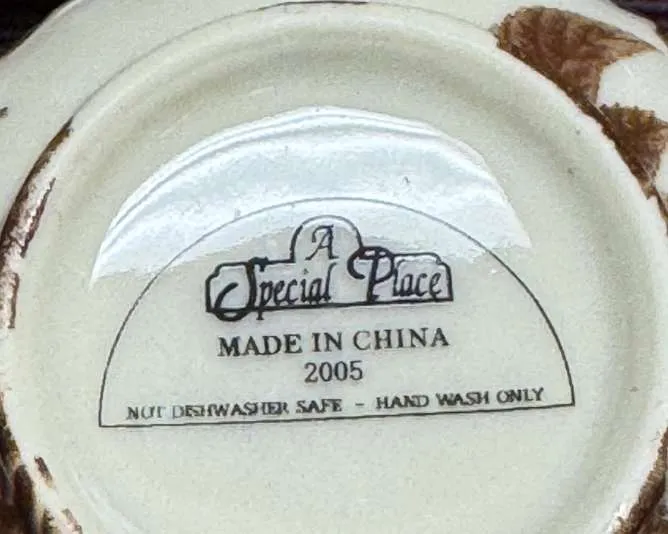 A
Special Place
MADE IN CHINA
2005
NOT DISHWASHER SAFE - HAND WASH ONLY